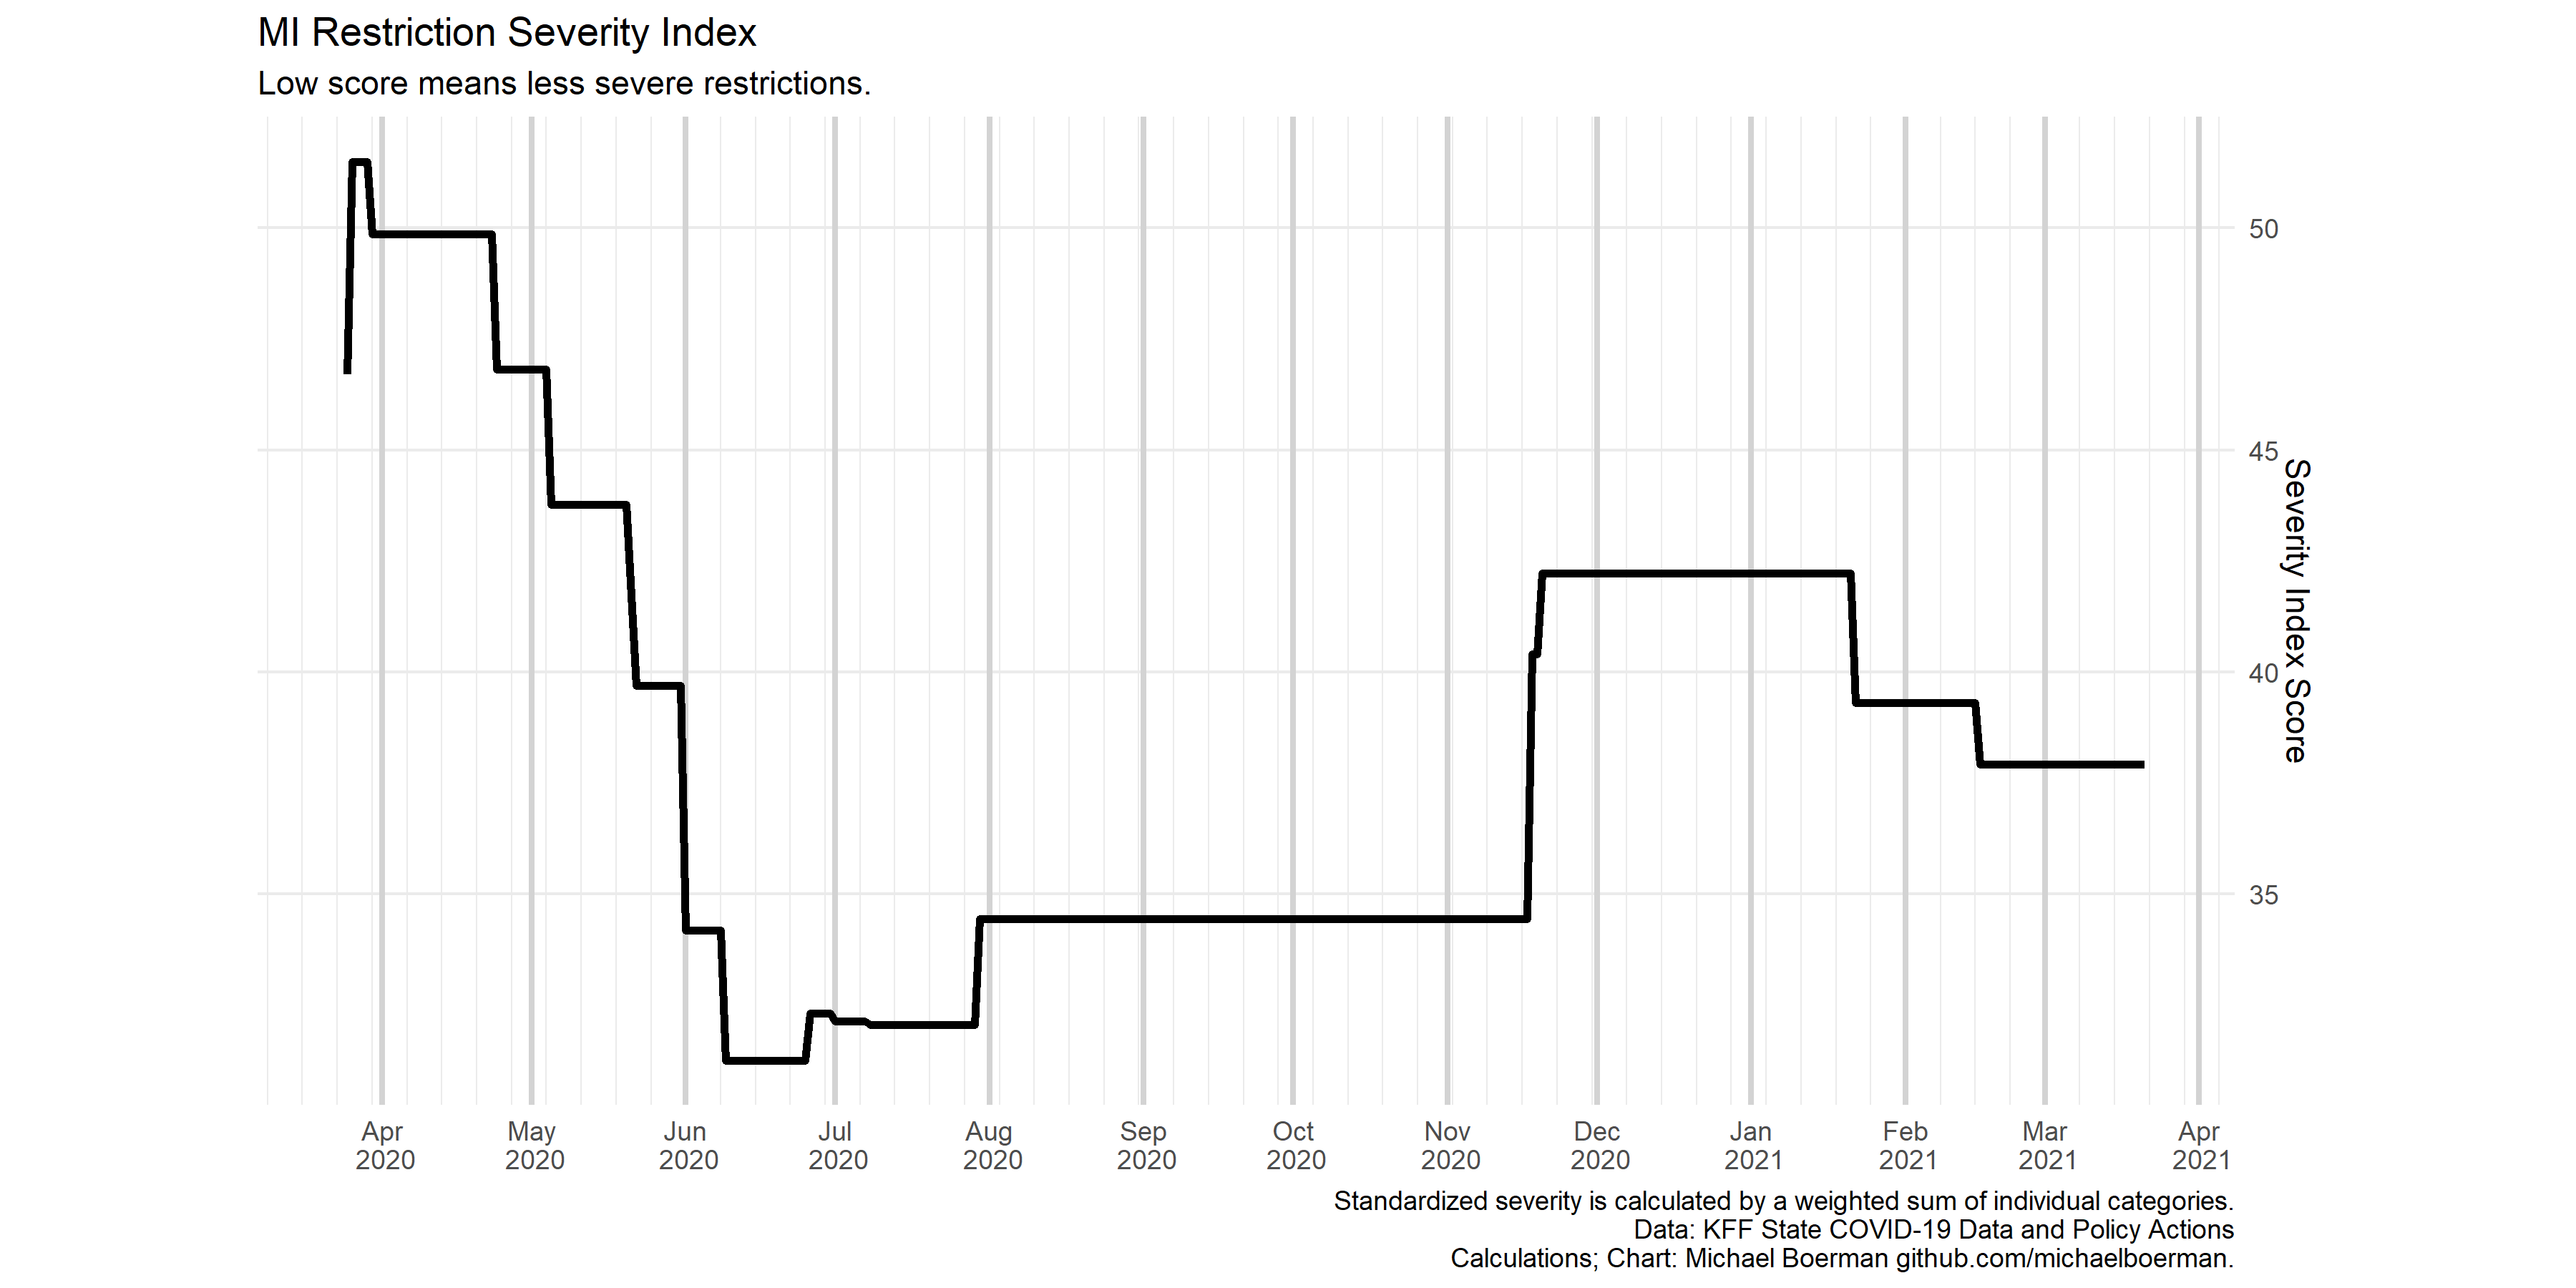 MI Restriction Severity Index
Low score means less severe restrictions.
50
45
40
35
Severity Index Score
Apr
2020
May
2020
Jun
2020
Jul
2020
Aug
2020
Sep
2020
Oct
2020
Nov
2020
Dec
2020
Jan
2021
Feb
2021
Mar
2021
Apr
2021
Standardized severity is calculated by a weighted sum of individual categories.
Data: KFF State COVID-19 Data and Policy Actions
Calculations; Chart: Michael Boerman github.com/michaelboerman.